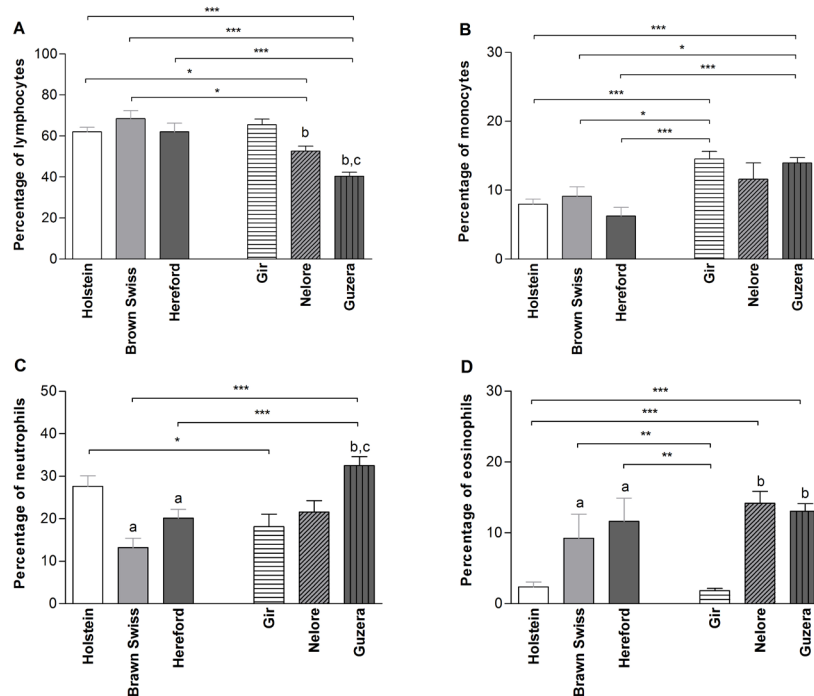 A
***
***
***
*
*
100
80
60
40
20
0
Percentage of lymphocytes
b
b,c
Holstein
Brown Swiss
Hereford
Gir
Nelore
Guzera
B
***
*
***
***
*
***
30
20
10
0
Percentage of monocytes
Holstein
Brown Swiss
Hereford
Gir
Nelore
Guzera
C
***
***
*
50
40
30
20
10
0
Percentage of neutrophils
a
a
b,c
Holstein
Brawn Swiss
Hereford
Gir
Nelore
Guzera
D
***
***
**
**
30
20
10
0
Percentage of eosinophils
a
a
b
b
Holstein
Brawn Swiss
Hereford
Gir
Nelore
Guzera